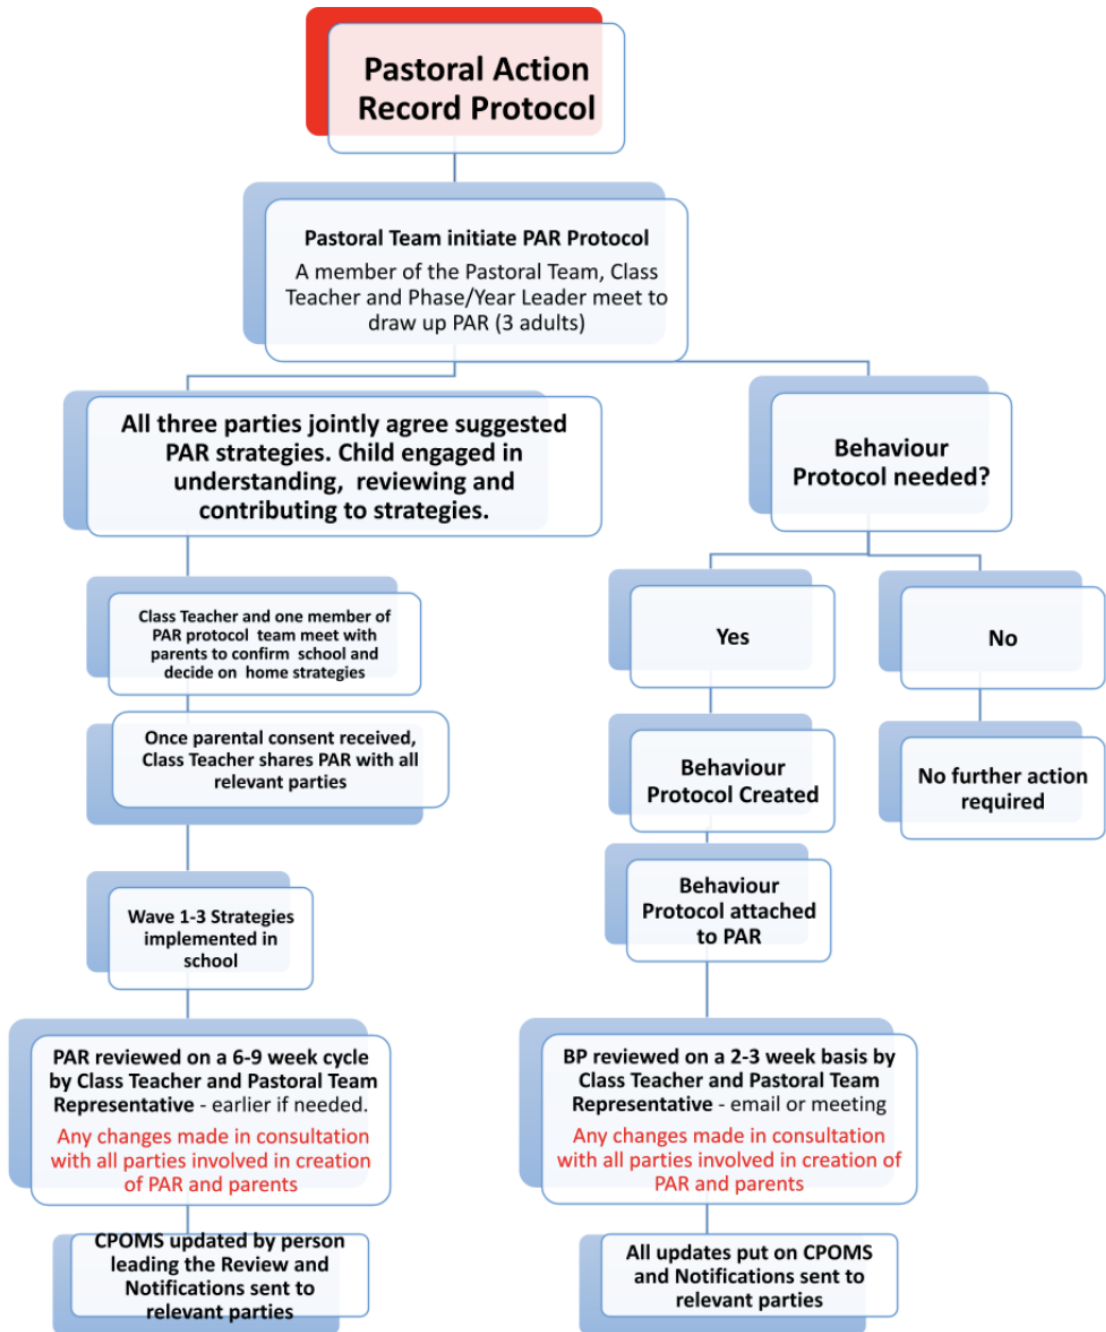 Pastoral Action
Record Protocol
Pastoral Team initiate PAR Protocol
A member of the Pastoral Team, Class
Teacher and Phase/Year Leader meet to
draw up PAR (3 adults)
All three parties jointly agree suggested
PAR strategies. Child engaged in
understanding, reviewing and
contributing to strategies.
Class Teacher and one member of
PAR protocol team meet with
parents to confirm school and
decide on home strategies
Once parental consent received,
Class Teacher shares PAR with all
relevant parties
Wave 1-3 Strategies
implemented in
school
PAR reviewed on a 6-9 week cycle
by Class Teacher and Pastoral Team
Representative - earlier if needed.
Any changes made in consultation
with all parties involved in creation
of PAR and parents
CPOMS updated by person
leading the Review and
Notifications sent to
relevant parties
Behaviour
Protocol needed?
Yes
Behaviour
Protocol Created
Behaviour
Protocol attached
to PAR
BP reviewed on a 2-3 week basis by
Class Teacher and Pastoral Team
Representative - email or meeting
Any changes made in consultation
with all parties involved in creation of
PAR and parents
All updates put on CPOMS
and Notifications sent to
relevant parties
No
No further action
required